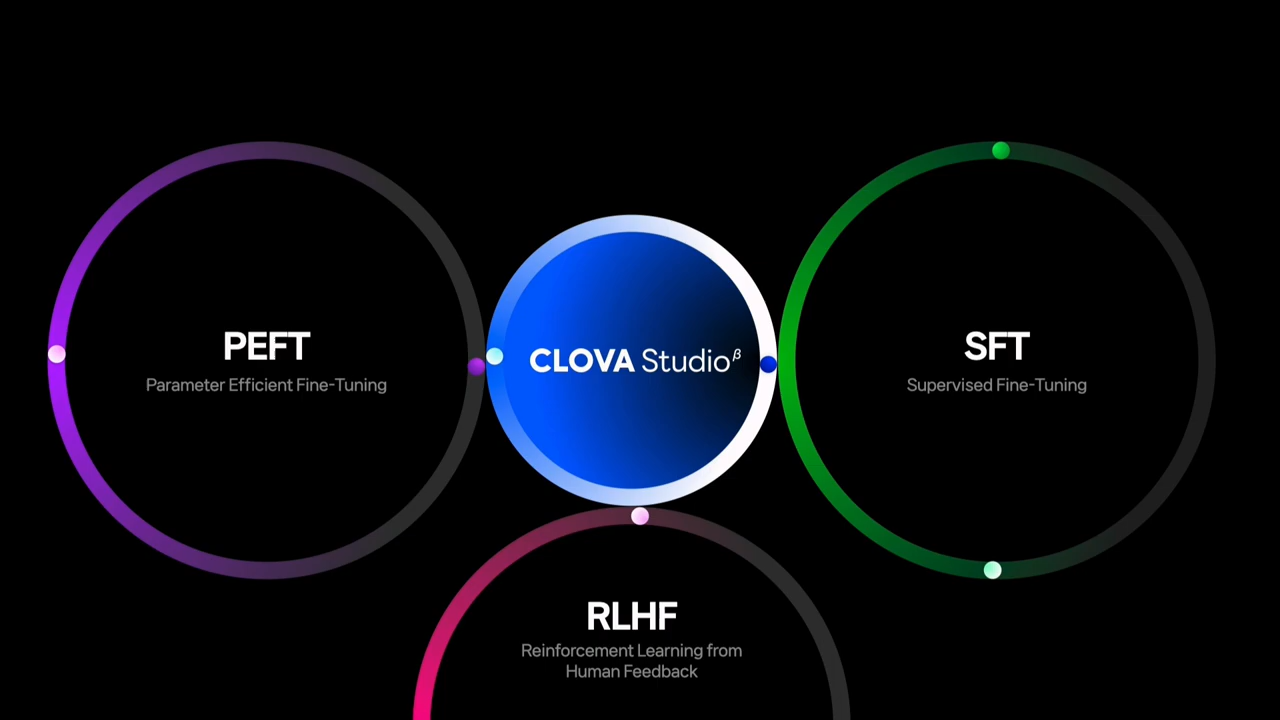 PEFT
Parameter Efficient Fine-Tuning
CLOVA Studioᵝ
SFT
Supervised Fine-Tuning
RLHF
Reinforcement Learning from
Human Feedback